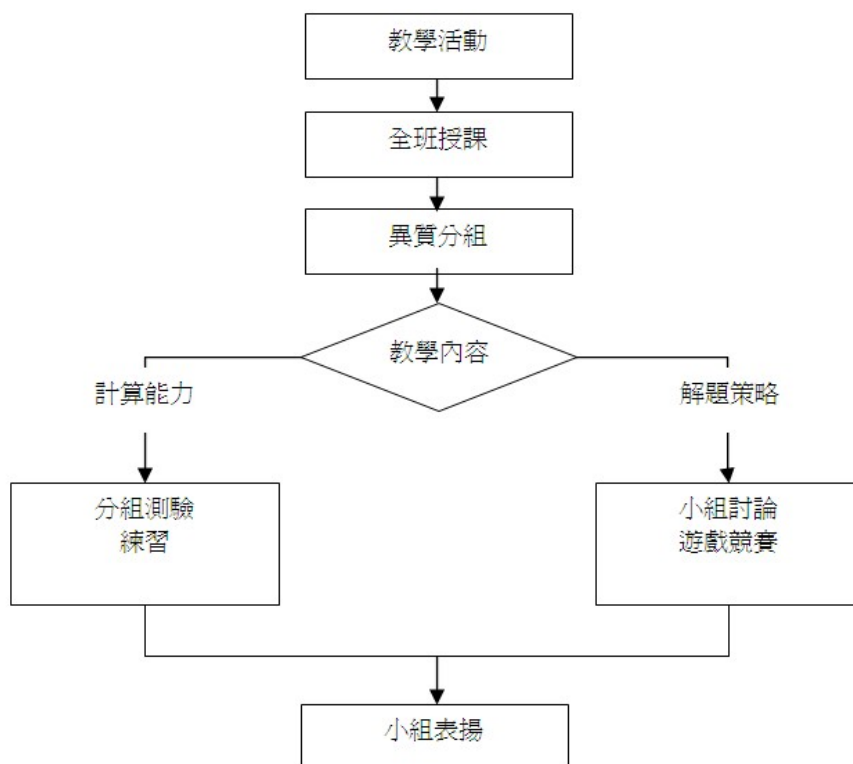 教學活動
全班授課
異質分組
教學內容
計算能力
解題策略
分組測驗
練習
小組討論
遊戲競賽
小組表揚